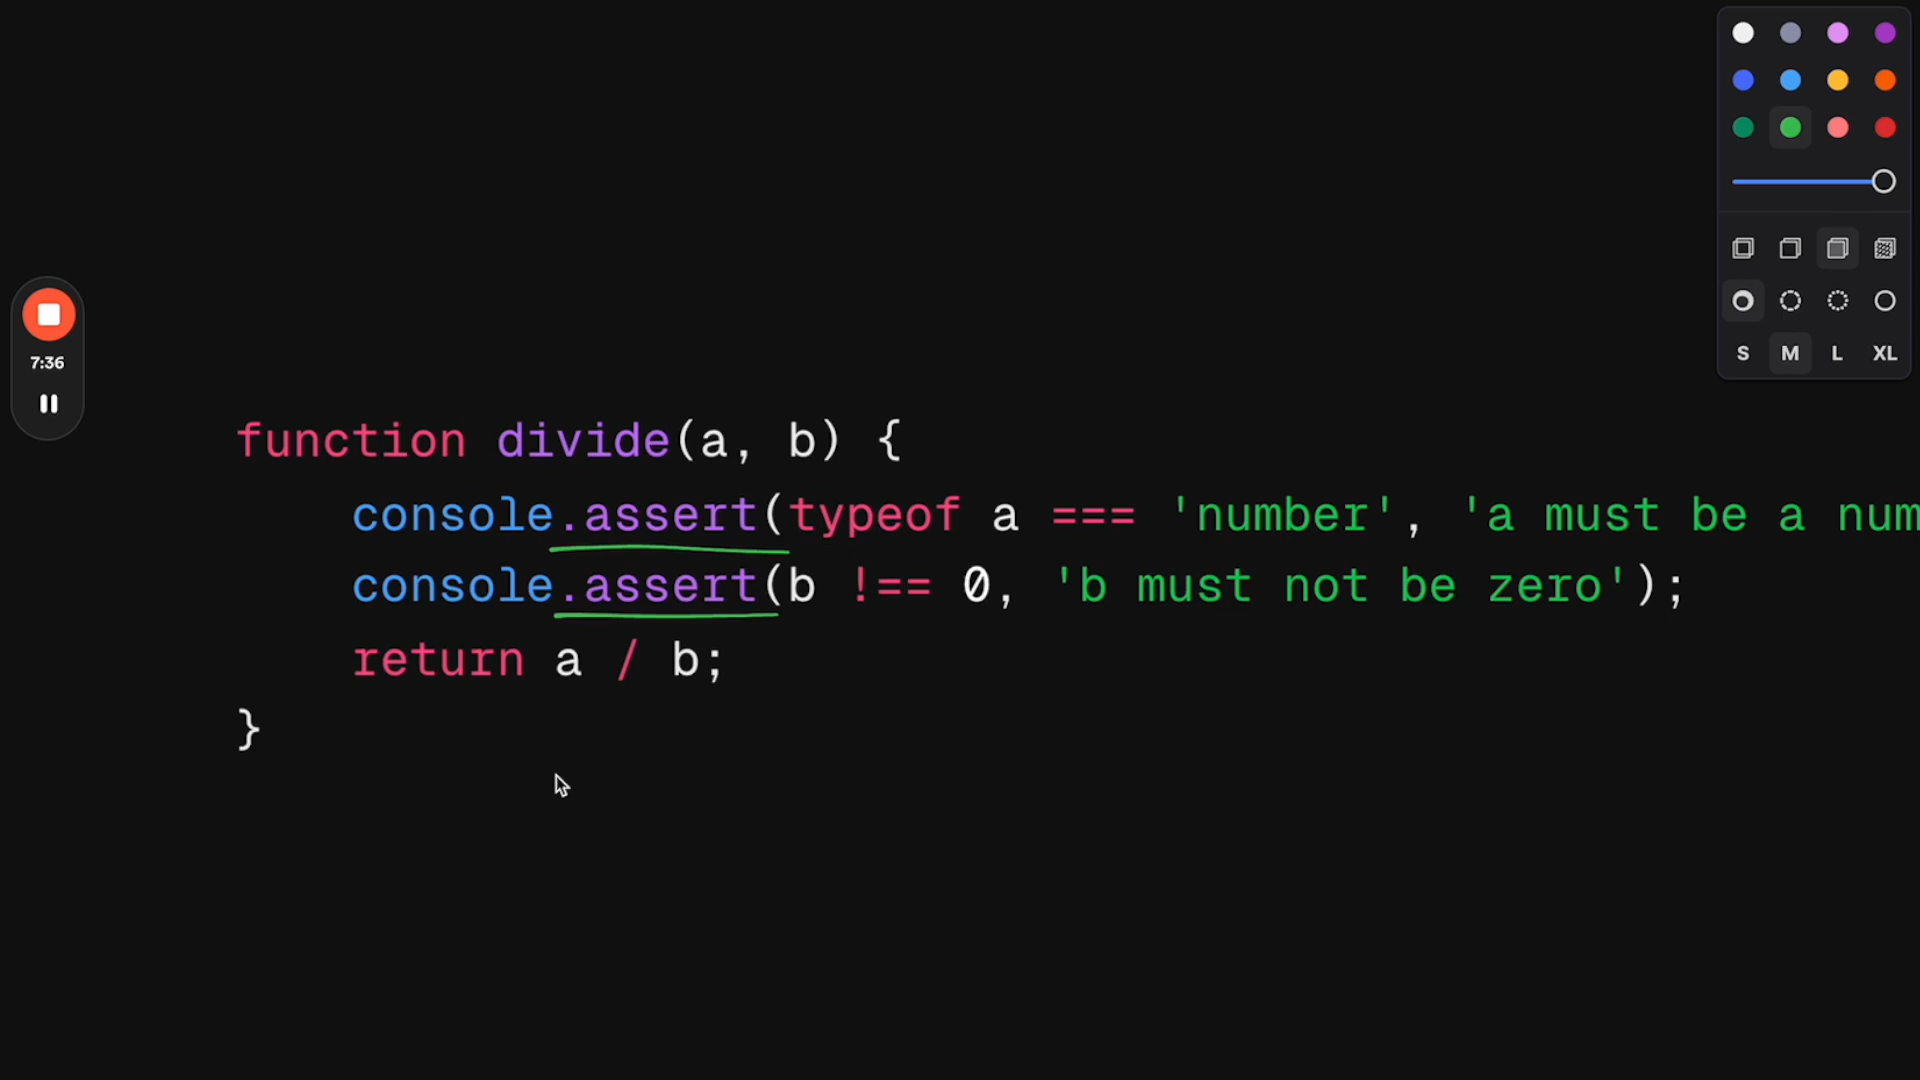 7:36
S M L XL
function divide(a, b) {
console.assert(typeof a === 'number', 'a must be a num
console.assert(b !== 0, 'b must not be zero');
return a / b;
}